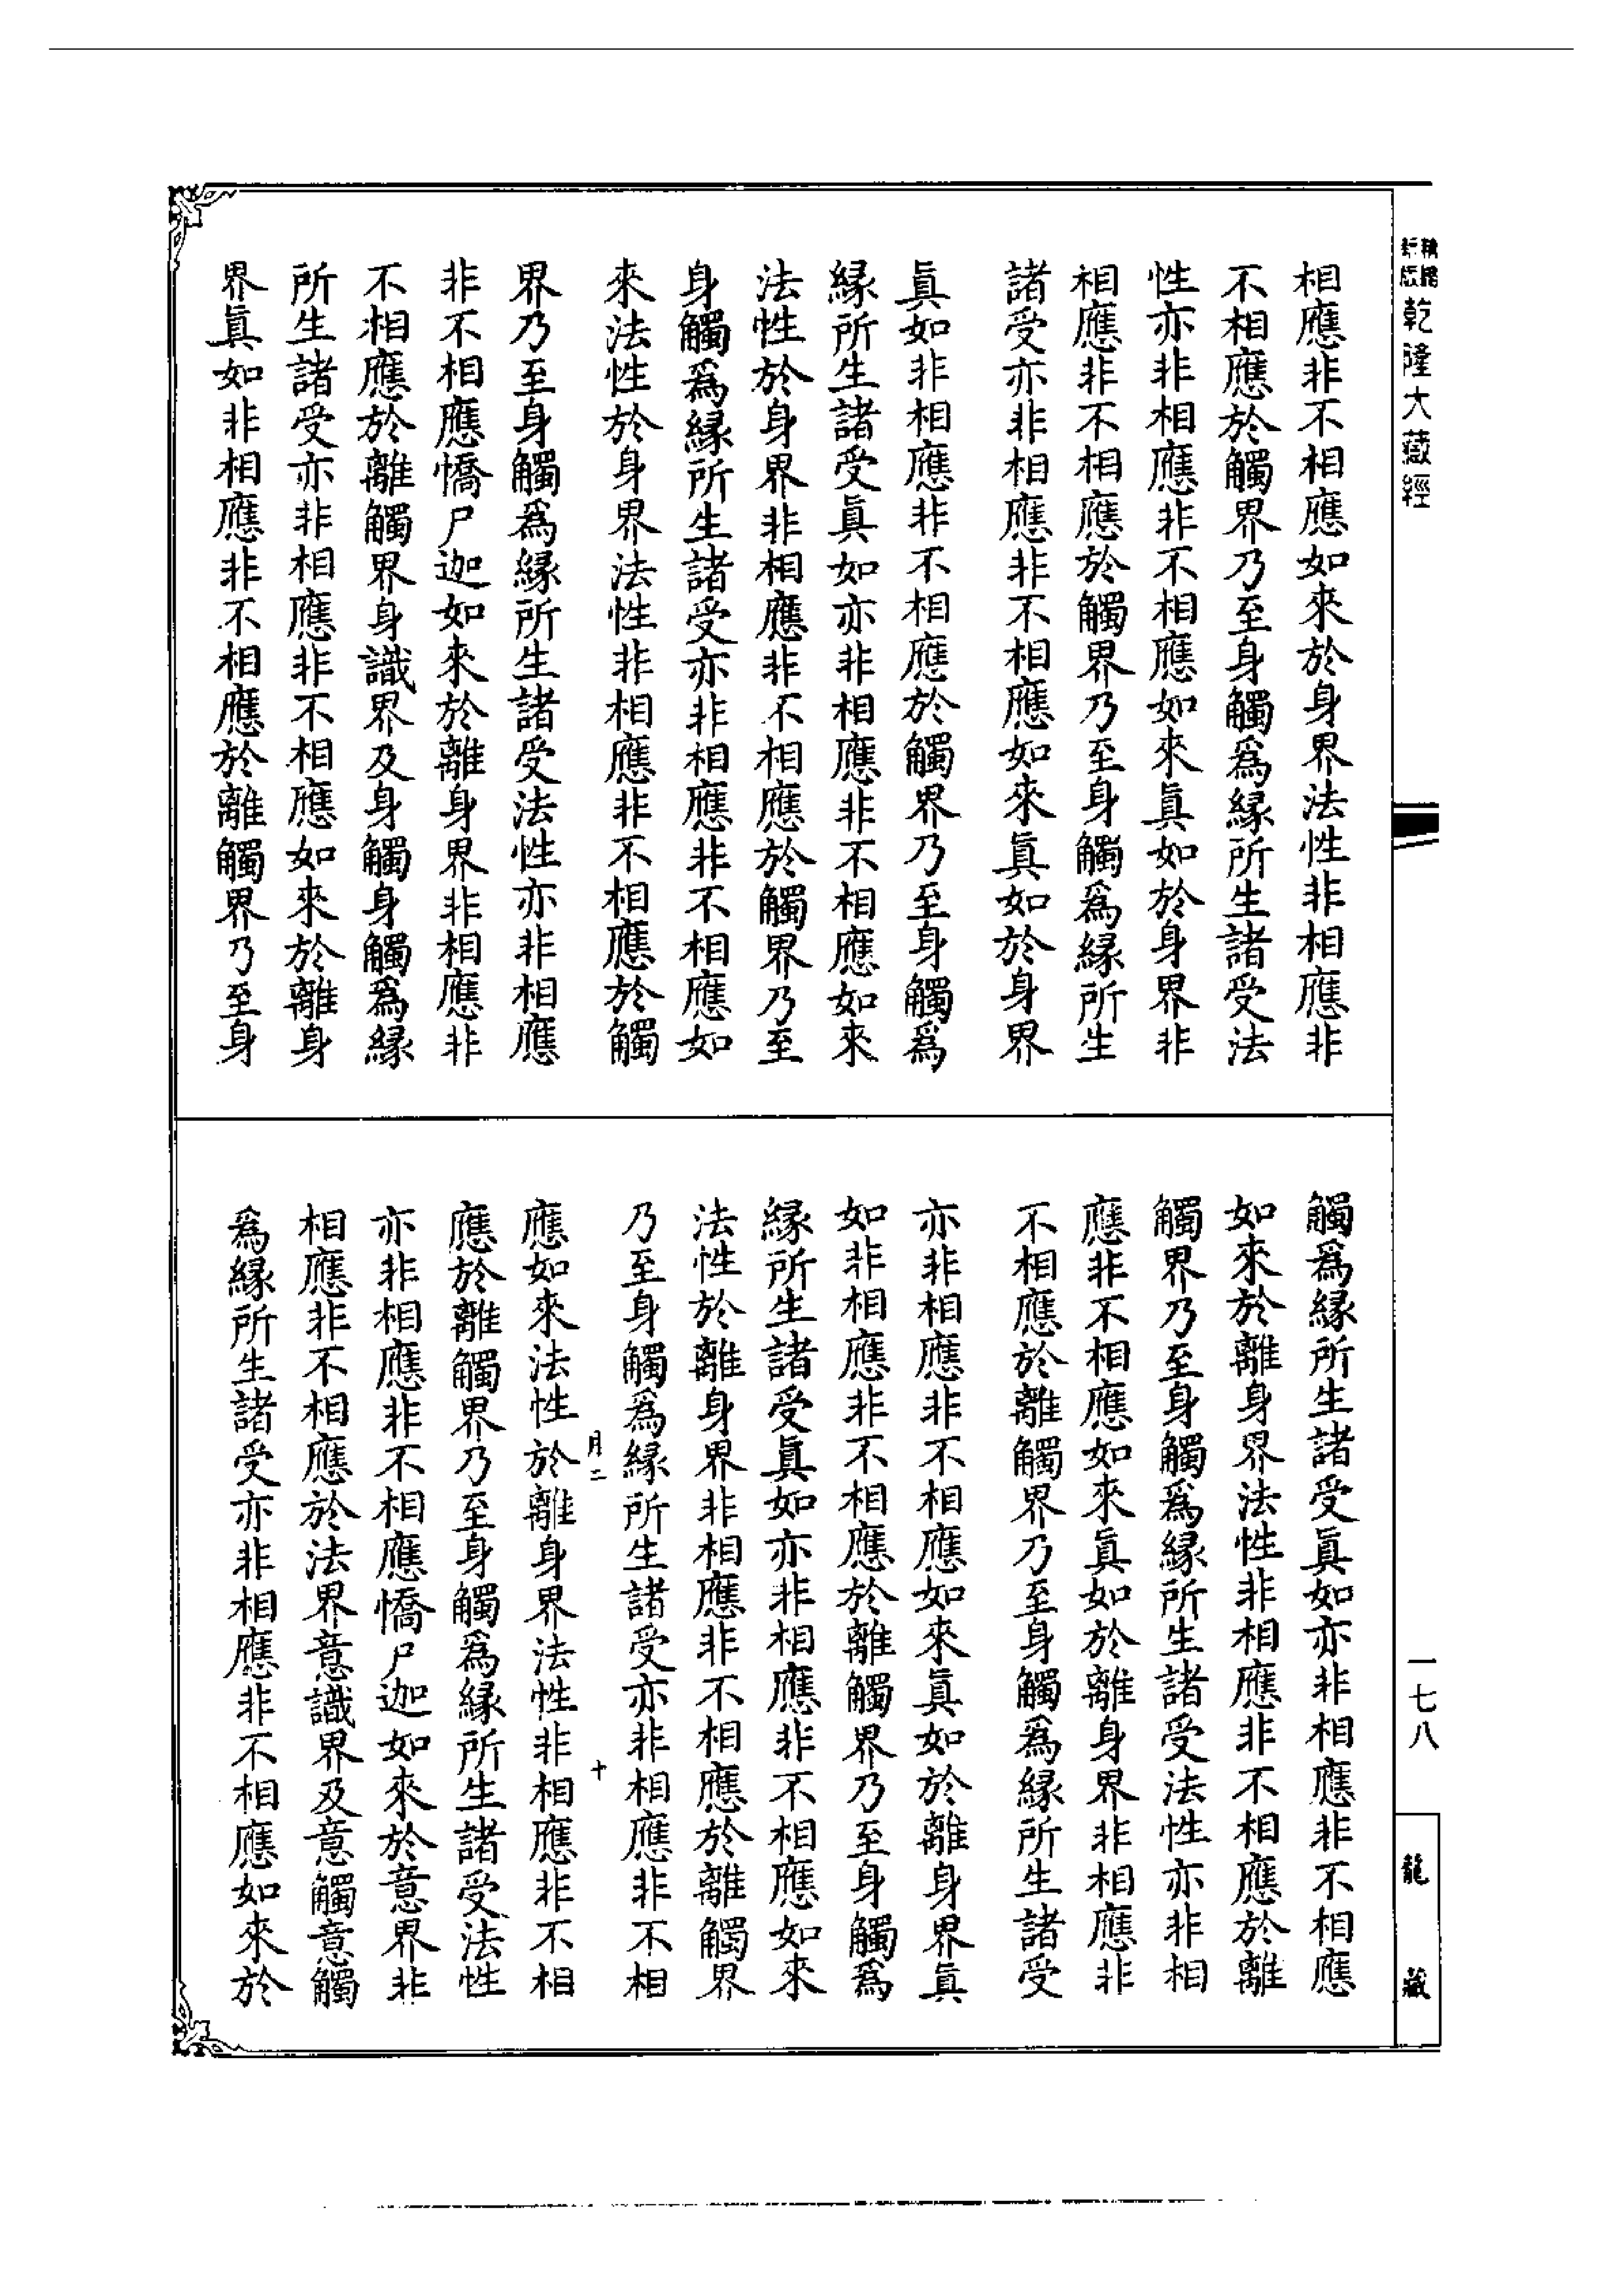 乾隆大藏經
相應非不相應如來於身界法性非相應非
不相應於觸界乃至身觸爲緣所生諸受法
性亦非相應非不相應如來真如於身界非
相應非不相應於觸界乃至身觸爲緣所生
諸受亦非相應非不相應如來真如於身界
真如非相應非不相應於觸界乃至身觸爲
緣所生諸受真如亦非相應非不相應如來
法性於身界非相應非不相應於觸界乃至
身觸爲緣所生諸受亦非相應非不相應如
來法性於身界法性非相應非不相應於觸
界乃至身觸爲緣所生諸受法性亦非相應
非不相應憍尸迦如來於離身界非相應非
不相應於離觸界身識界及身觸身觸爲緣
所生諸受亦非相應非不相應如來於離身
界真如非相應非不相應於離觸界乃至身
觸爲緣所生諸受真如亦非相應非不相應
如來於離身界法性非相應非不相應於離
觸界乃至身觸爲緣所生諸受法性亦非相
應非不相應如來真如於離身界非相應非
不相應於離觸界乃至身觸爲緣所生諸受
亦非相應非不相應如來真如於離身界真
如非相應非不相應於離觸界乃至身觸爲
緣所生諸受真如亦非相應非不相應如來
法性於離身界非相應非不相應於離觸界
乃至身觸爲緣所生諸受亦非相應非不相
月二 十
應如來法性於離身界法性非相應非不相
應於離觸界乃至身觸爲緣所生諸受法性
亦非相應非不相應憍尸迦如來於意界非
相應非不相應於法界意識界及意觸意觸
爲緣所生諸受亦非相應非不相應如來於
一七八
龍藏